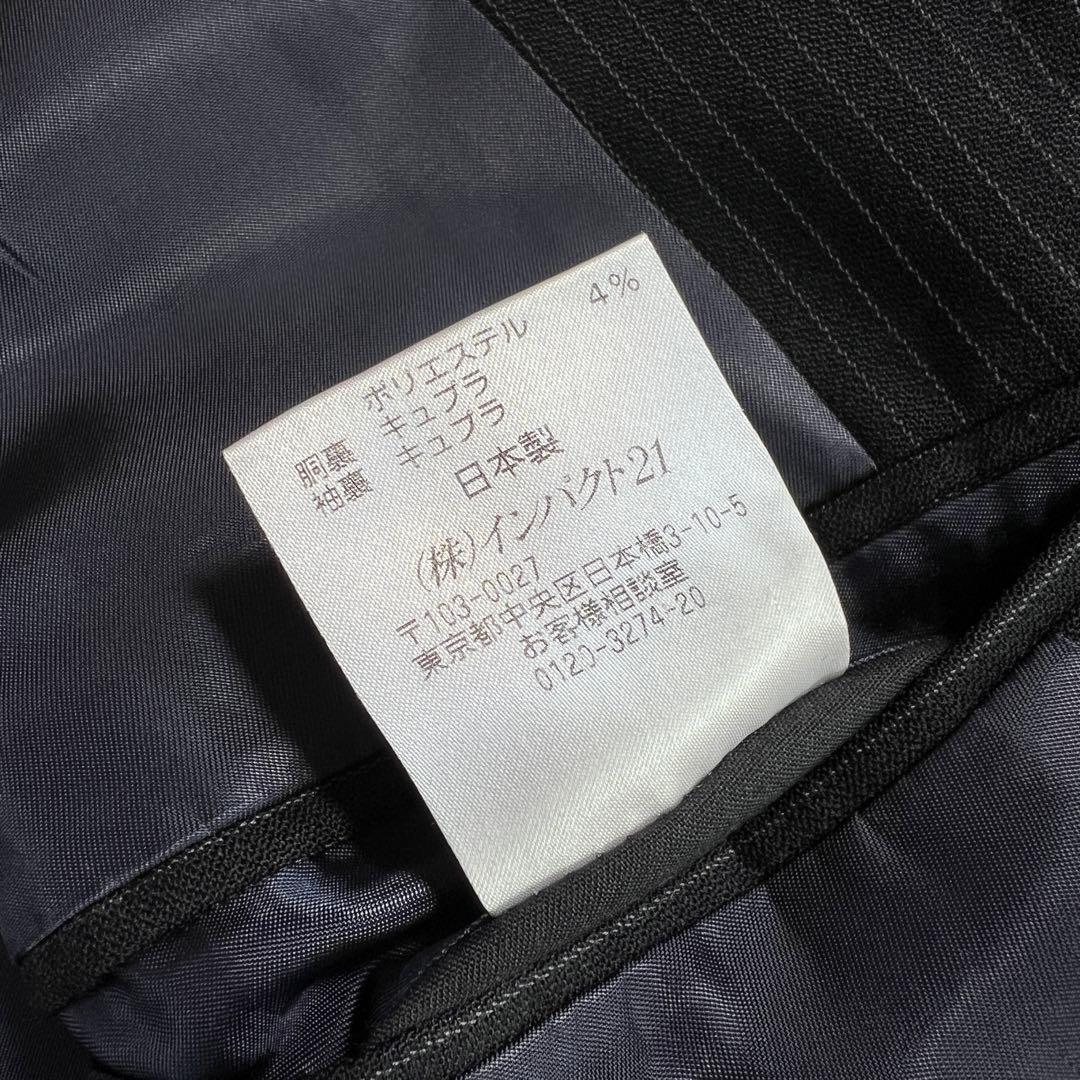 ポリエステル 4%
胴裏 キュプラ
袖裏 キュプラ
日本製
(株)インパクト21
〒103-0027
東京都中央区日本橋3-10-5
お客様相談室
0120-3274-20